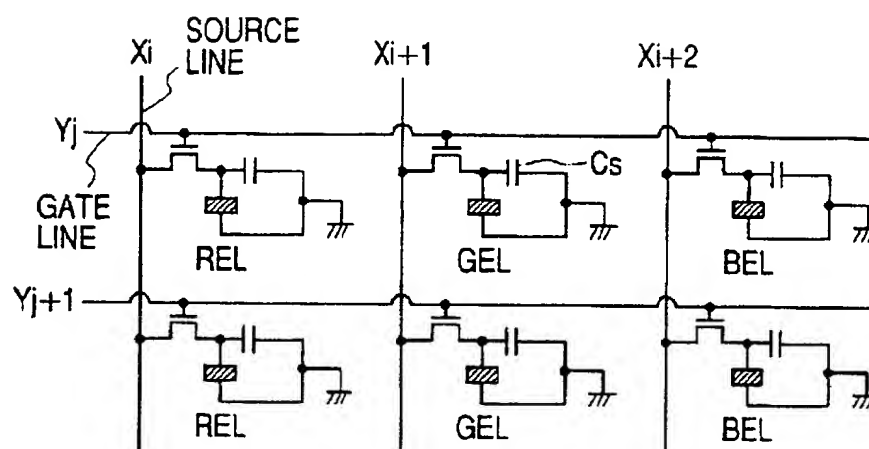 SOURCE
LINE
Xi
Xi+1
Xi+2
Yj
Cs
GATE
LINE
REL
GEL
BEL
Yj+1
REL
GEL
BEL